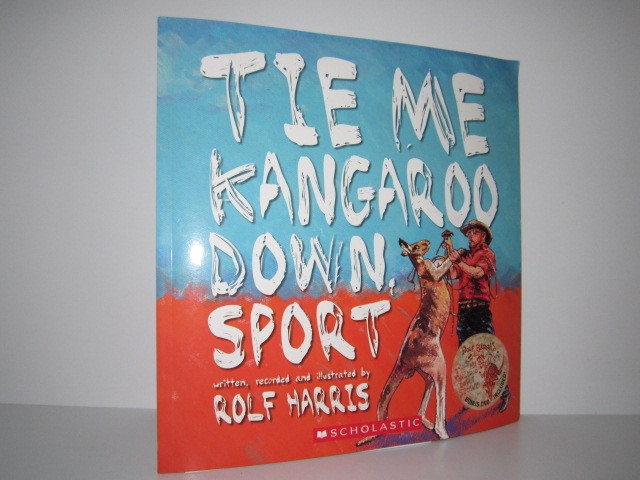 TIE ME
KANGAROO
DOWN,
SPORT
written, recorded and illustrated by
ROLF HARRIS
SCHOLASTIC